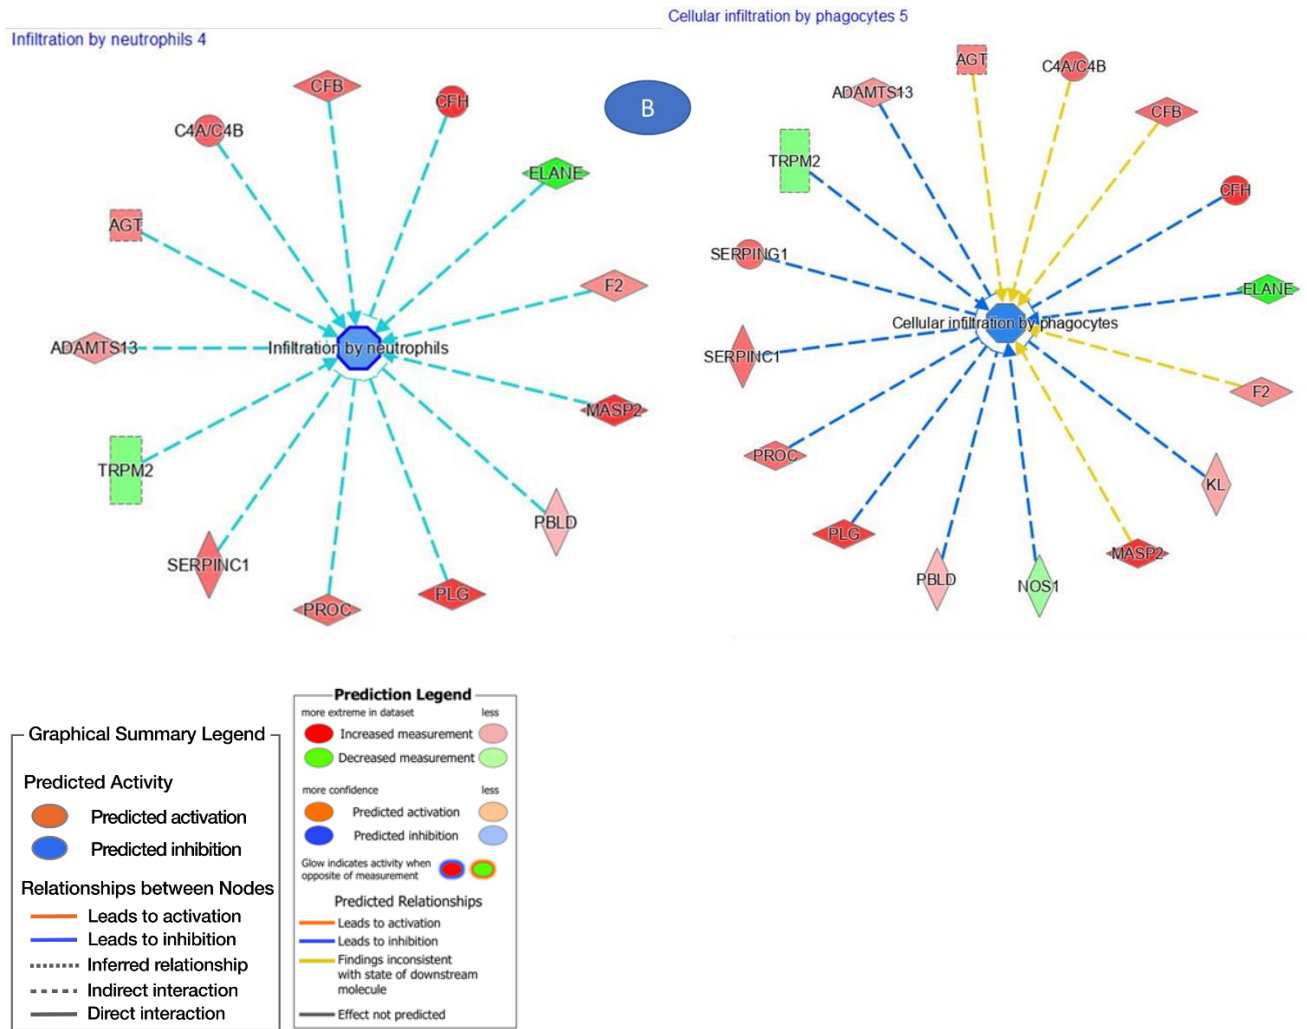 Infiltration by neutrophils 4
CFB
CFH
C4A/C4B
ELANE
AGT
F2
ADAMTS13
Infiltration by neutrophils
MASP2
TRPM2
PBLD
SERPINC1
PROC
PLG
B
Cellular infiltration by phagocytes 5
AGT
C4A/C4B
ADAMTS13
CFB
TRPM2
CFH
SERPING1
ELANE
Cellular infiltration by phagocytes
SERPINC1
F2
PROC
KL
PLG
MASP2
PBLD
NOS1
Graphical Summary Legend
Predicted Activity
Predicted activation
Predicted inhibition
Relationships between Nodes
Leads to activation
Leads to inhibition
Inferred relationship
Indirect interaction
Direct interaction
Prediction Legend
more extreme in dataset less
Increased measurement
Decreased measurement
more confidence less
Predicted activation
Predicted inhibition
Glow indicates activity when
opposite of measurement
Predicted Relationships
Leads to activation
Leads to inhibition
Findings inconsistent
with state of downstream
molecule
Effect not predicted